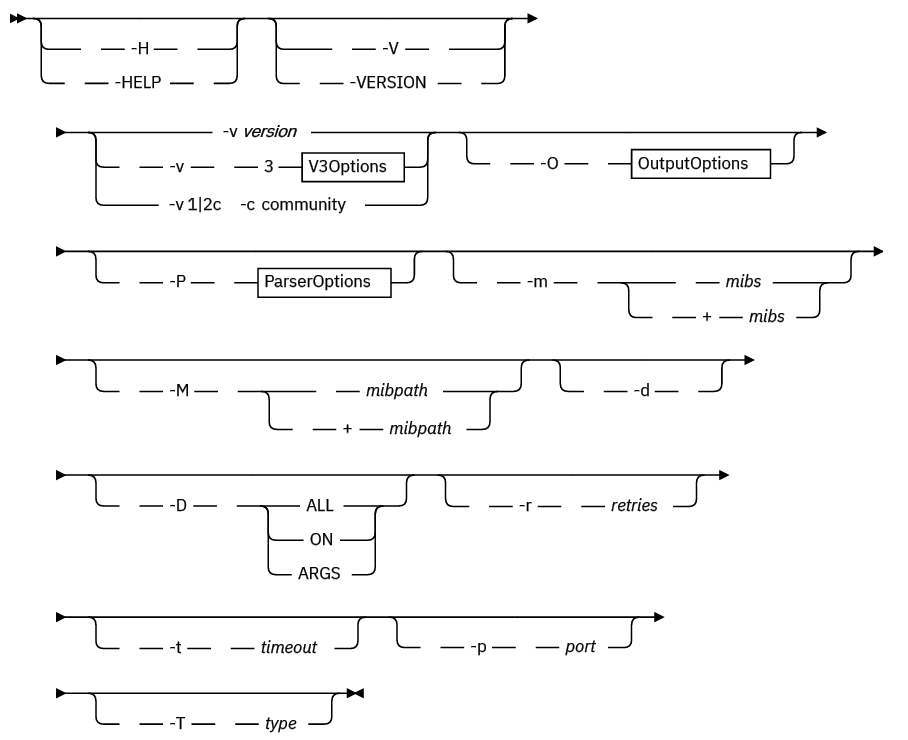 -H -V
-HELP -VERSION
-v version
-v 3 V3Options -O OutputOptions
-v 1|2c -c community
-P ParserOptions -m mibs
+ mibs
-M mibpath -d
+ mibpath
-D ALL -r retries
ON
ARGS
-t timeout -p port
-T type